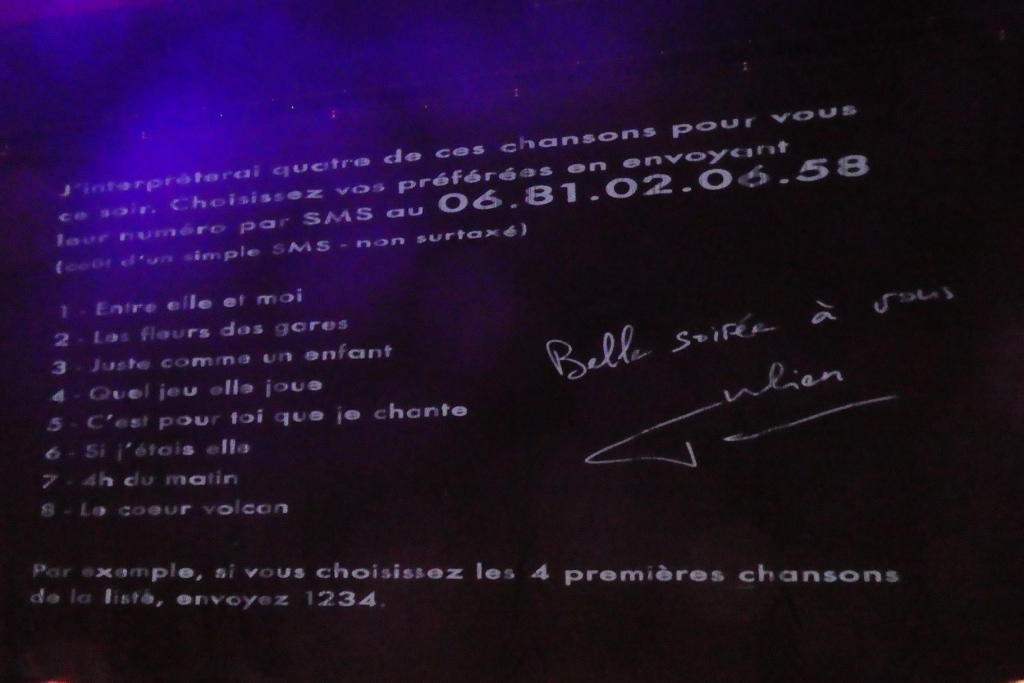 J'interpréterai quatre de ces chansons pour vous
ce soir. Choisissez vos préférées en envoyant
leur numéro par SMS au 06.81.02.06.58
(coût d'un simple SMS - non surtaxé)
1 - Entre elle et moi
2 - Les fleurs des gares
3 - Juste comme un enfant
4 - Quel jeu elle joue
5 - C'est pour toi que je chante
6 - Si j'étais elle
7 - 4h du matin
8 - Le coeur volcan
Belle soirée à vous
Julien
Par exemple, si vous choisissez les 4 premières chansons
de la liste, envoyez 1234.